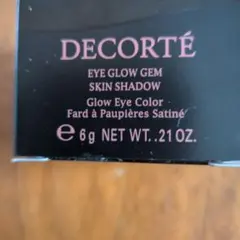 DECORTÉ
EYE GLOW GEM
SKIN SHADOW
Glow Eye Color
Fard à Paupières Satiné
℮ 6g NET WT. .21 OZ.